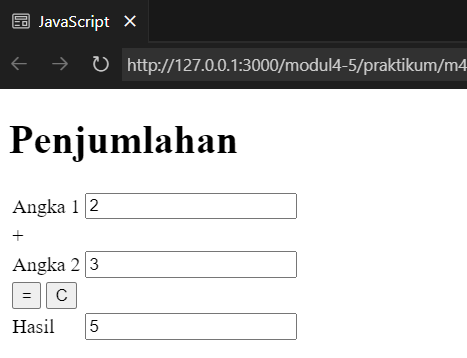 JavaScript
http://127.0.0.1:3000/modul4-5/praktikum/m4
Penjumlahan
Angka 1 2
+
Angka 2 3
= C
Hasil 5